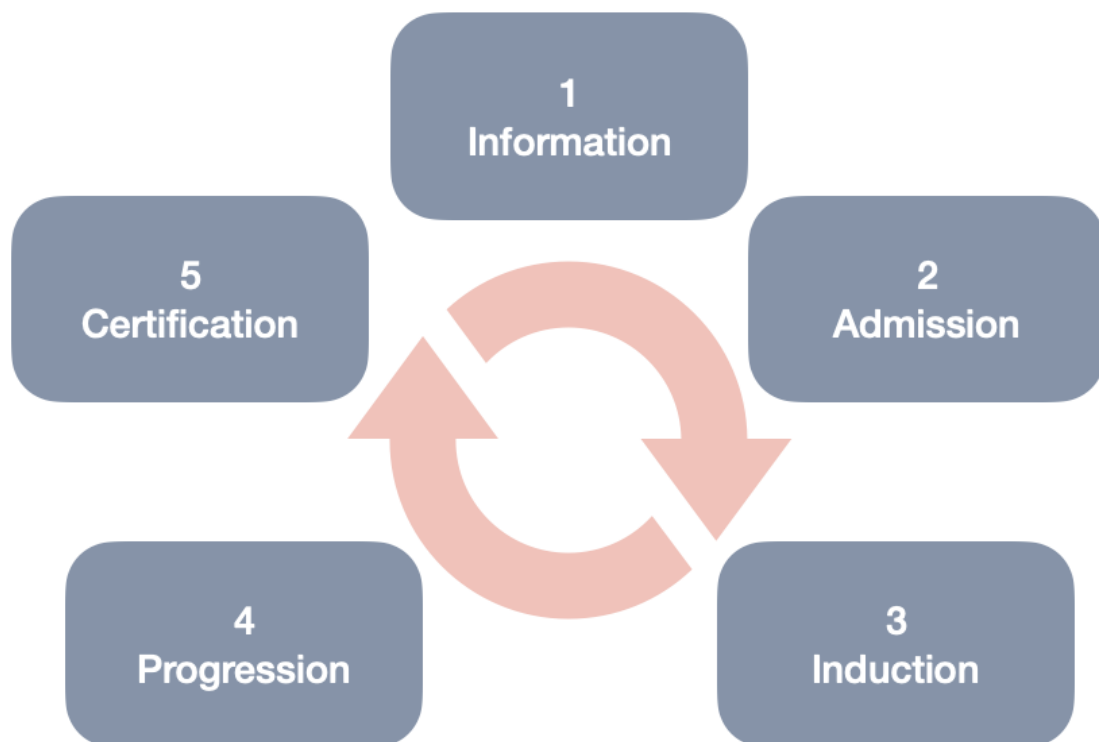 1
Information
2
Admission
3
Induction
4
Progression
5
Certification